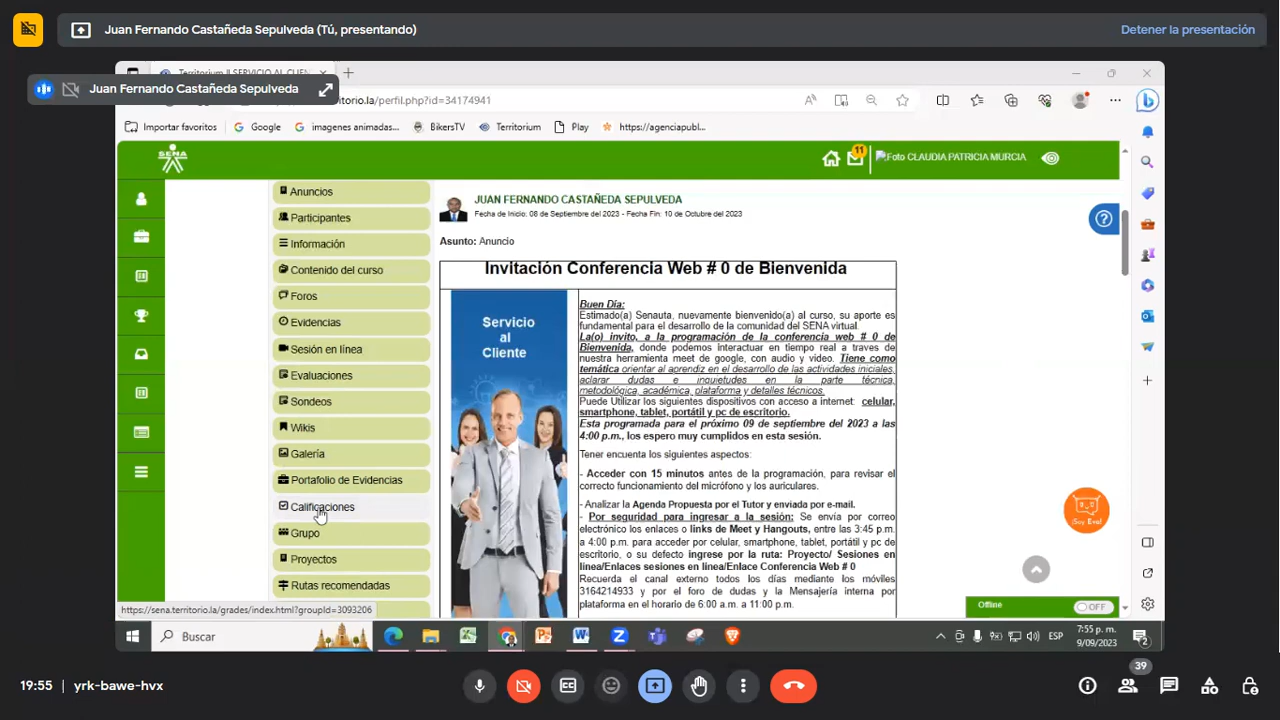 Juan Fernando Castañeda Sepulveda (Tú, presentando)
Detener la presentación
Territorium || SERVICIO AL CLIEN
Juan Fernando Castañeda Sepulveda
itorio.la/perfil.php?id=34174941
Importar favoritos
Google
imagenes animadas...
BikersTV
Territorium
Play
https://agenciapubl...
SENA
11
Foto CLAUDIA PATRICIA MURCIA
Anuncios
Participantes
Información
Contenido del curso
Foros
Evidencias
Sesión en línea
Evaluaciones
Sondeos
Wikis
Galería
Portafolio de Evidencias
Calificaciones
Grupo
Proyectos
Rutas recomendadas
https://sena.territorio.la/grades/index.html?groupId=3093206
JUAN FERNANDO CASTAÑEDA SEPULVEDA
Fecha de Inicio: 08 de Septiembre del 2023 - Fecha Fin: 10 de Octubre del 2023
Asunto: Anuncio
Invitación Conferencia Web # 0 de Bienvenida
Servicio
al
Cliente
Buen Día:
Estimado(a) Senauta, nuevamente bienvenido(a) al curso, su aporte es
fundamental para el desarrollo de la comunidad del SENA virtual.
La(o) invito, a la programación de la conferencia web # 0 de
Bienvenida, donde podemos interactuar en tiempo real a traves de
nuestra herramienta meet de google, con audio y video. Tiene como
temática orientar al aprendiz en el desarrollo de las actividades iniciales,
aclarar dudas e inquietudes en la parte técnica,
metodológica, académica, plataforma y detalles técnicos.
Puede Utilizar los siguientes dispositivos con acceso a internet: celular,
smartphone, tablet, portátil y pc de escritorio.
Esta programada para el próximo 09 de septiembre del 2023 a las
4:00 p.m., los espero muy cumplidos en esta sesión.
Tener encuenta los siguientes aspectos:
- Acceder con 15 minutos antes de la programación, para revisar el
correcto funcionamiento del micrófono y los auriculares.
- Analizar la Agenda Propuesta por el Tutor y enviada por e-mail.
- Por seguridad para ingresar a la sesión: Se envía por correo
electrónico los enlaces o links de Meet y Hangouts, entre las 3:45 p.m.
a 4:00 p.m. para acceder por celular, smartphone, tablet, portátil y pc de
escritorio, o su defecto ingrese por la ruta: Proyecto/ Sesiones en
linea/Enlaces sesiones en linea/Enlace Conferencia Web # 0
Recuerda el canal externo todos los días mediante los móviles
3164214933 y por el foro de dudas y la Mensajería interna por
plataforma en el horario de 6:00 a.m. a 11:00 p.m.
¡Soy Eva!
Offline
OFF
Buscar
ESP
7:55 p. m.
9/09/2023
2
19:55
yrk-bawe-hvx
39